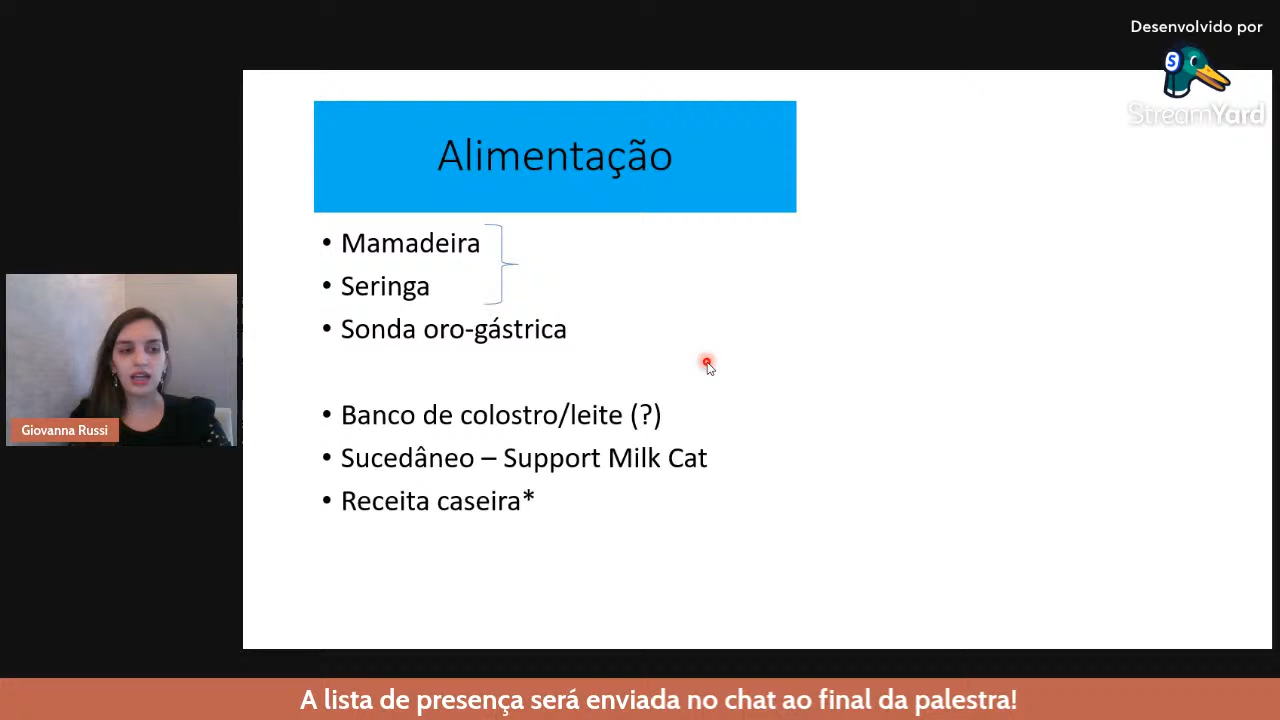 Desenvolvido por
StreamYard
Alimentação
• Mamadeira
• Seringa
• Sonda oro-gástrica
• Banco de colostro/leite (?)
• Sucedâneo – Support Milk Cat
• Receita caseira*
Giovanna Russi
A lista de presença será enviada no chat ao final da palestra!